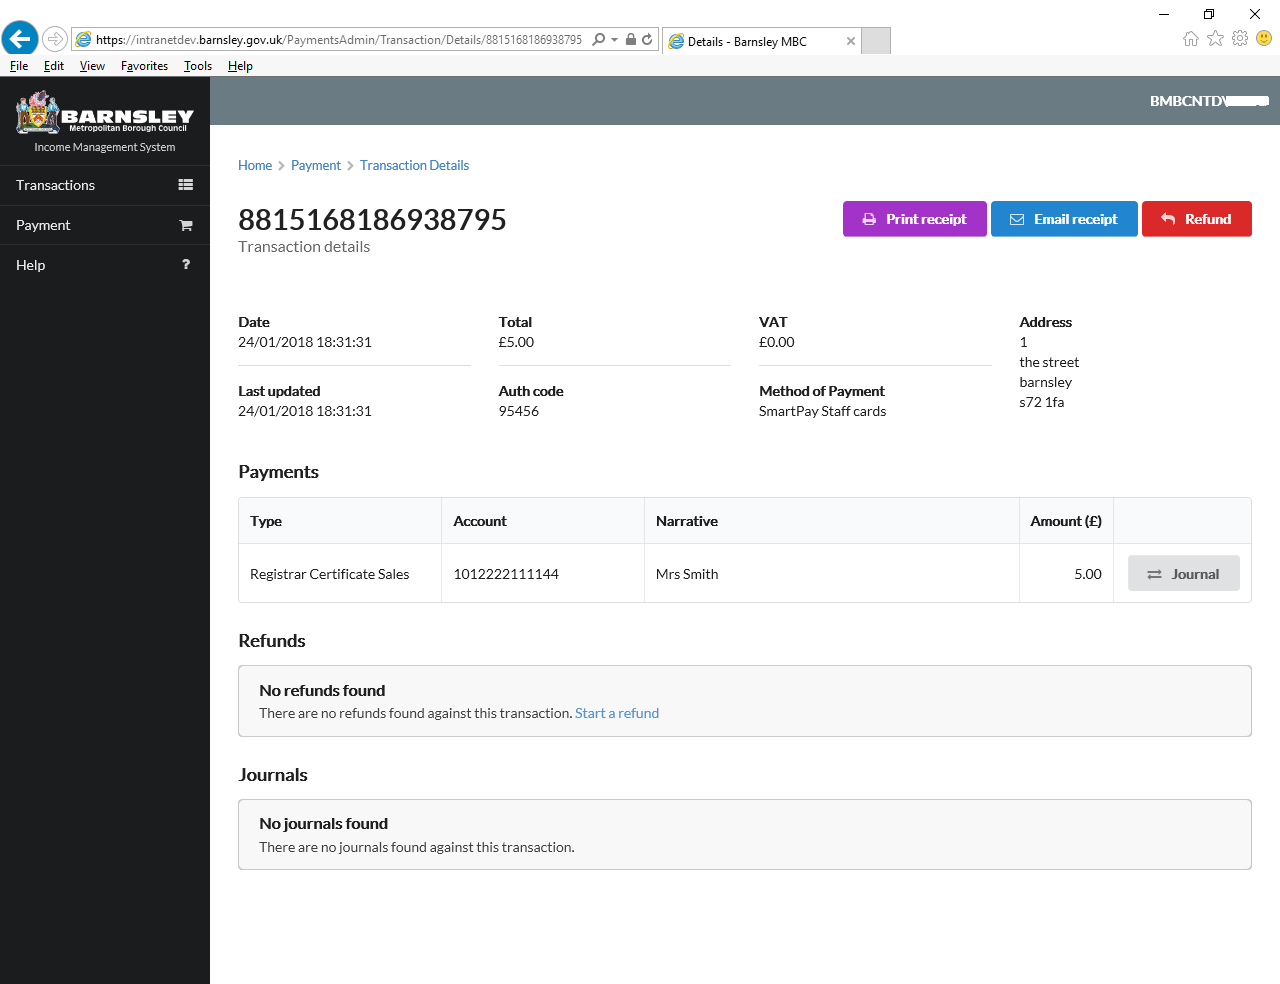 https://intranetdev.barnsley.gov.uk/PaymentsAdmin/Transaction/Details/8815168186938795
Details - Barnsley MBC
File Edit View Favorites Tools Help
BARNSLEY
Metropolitan Borough Council
Income Management System
BMBCNTDV
Transactions
Payment
Help
Home > Payment > Transaction Details
8815168186938795
Transaction details
Print receipt
Email receipt
Refund
Date
24/01/2018 18:31:31
Total
£5.00
VAT
£0.00
Address
1
the street
barnsley
s72 1fa
Last updated
24/01/2018 18:31:31
Auth code
95456
Method of Payment
SmartPay Staff cards
Payments
Type Account Narrative Amount (£)
Registrar Certificate Sales 1012222111144 Mrs Smith 5.00 Journal
Refunds
No refunds found
There are no refunds found against this transaction. Start a refund
Journals
No journals found
There are no journals found against this transaction.